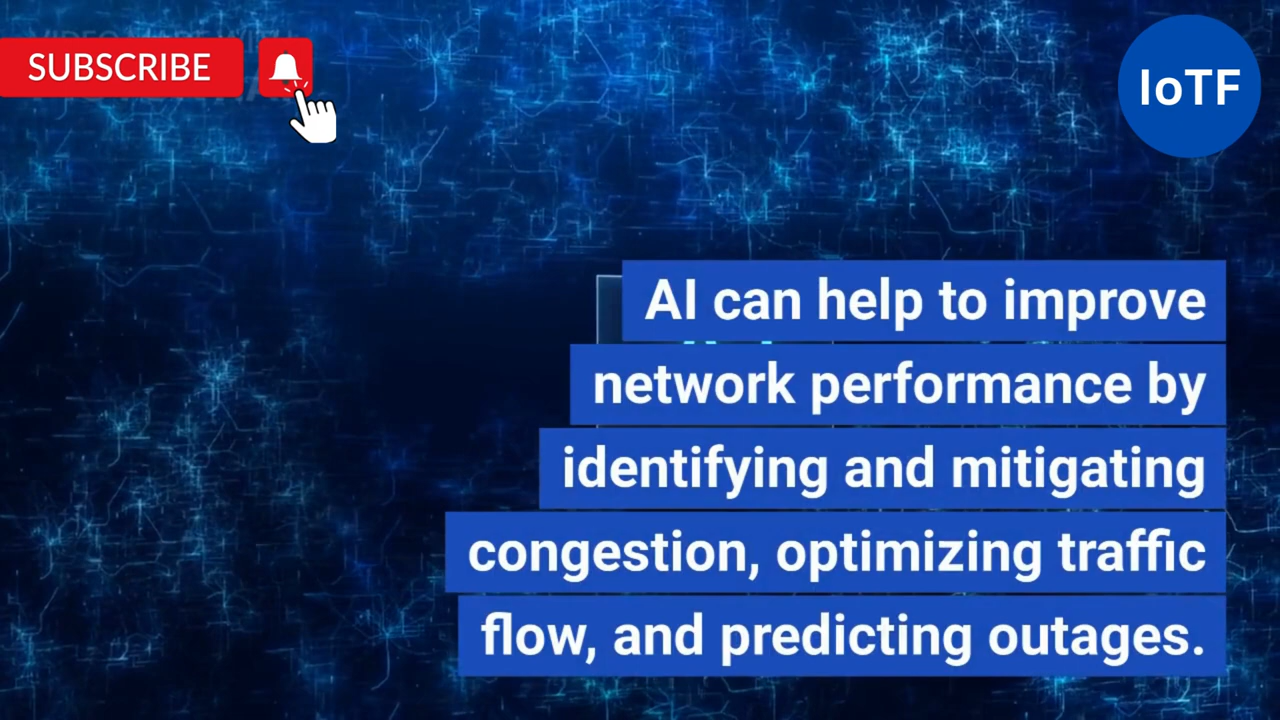 SUBSCRIBE
IoTF
AI can help to improve
network performance by
identifying and mitigating
congestion, optimizing traffic
flow, and predicting outages.